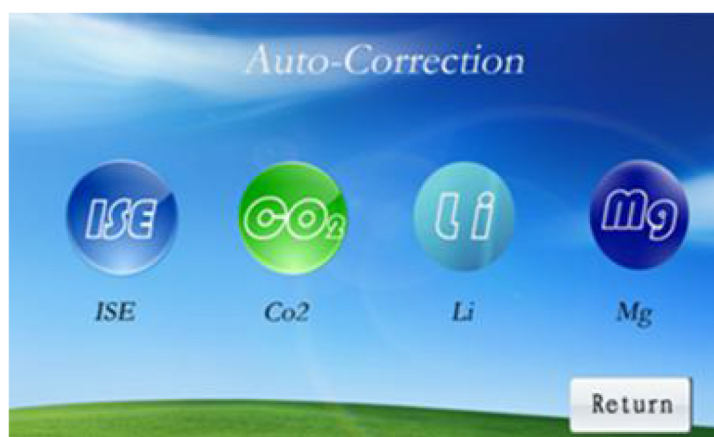 Auto-Correction
ISE CO₂ Li Mg
ISE Co2 Li Mg
Return